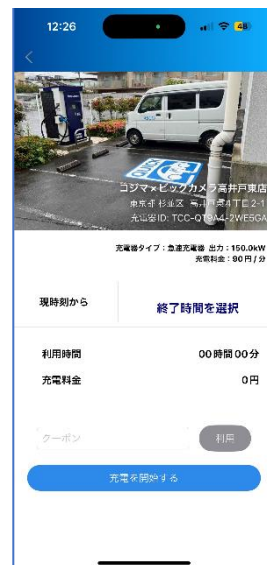 12:26
48
コジマ×ビックカメラ高井戸東店
東京都 杉並区 高井戸東4丁目2-1
充電器ID: TCC-QT9A4-2WE5GA
充電器タイプ：急速充電器 出力：150.0kW
充電料金：90円 / 分
現時刻から
終了時間を選択
利用時間
00時間00分
充電料金
0円
クーポン
利用
充電を開始する